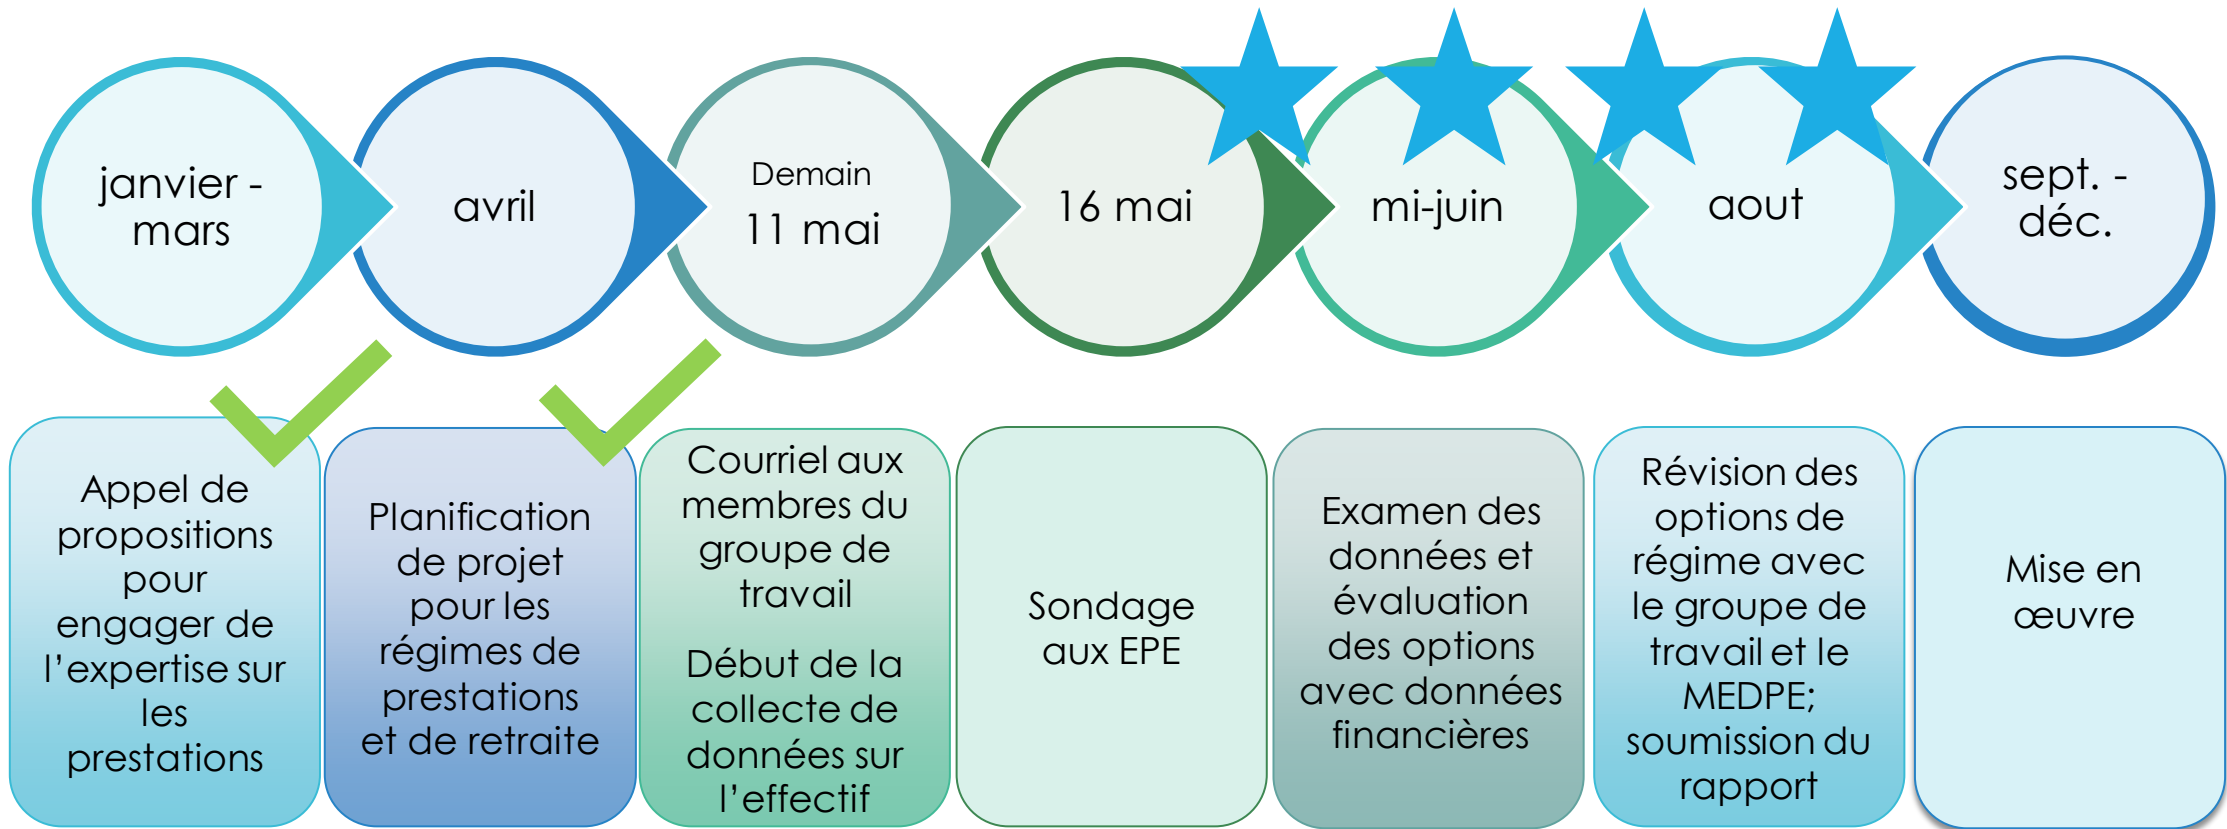 janvier -
mars
avril
Demain
11 mai
16 mai
mi-juin
aout
sept. -
déc.
Appel de
propositions
pour
engager de
l’expertise sur
les
prestations
Planification
de projet
pour les
régimes de
prestations
et de retraite
Courriel aux
membres du
groupe de
travail
Début de la
collecte de
données sur
l’effectif
Sondage
aux EPE
Examen des
données et
évaluation
des options
avec données
financières
Révision des
options de
régime avec
le groupe de
travail et le
MEDPE;
soumission du
rapport
Mise en
œuvre